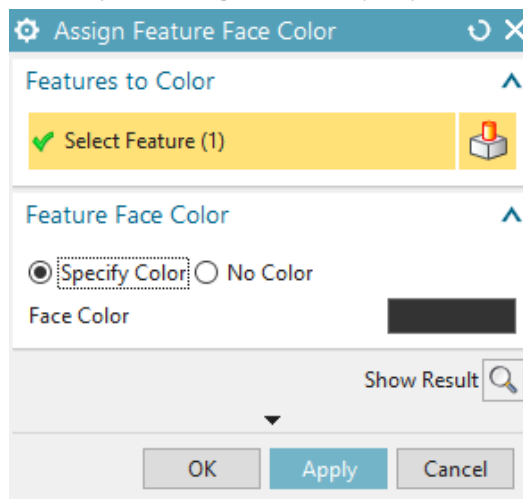 Assign Feature Face Color
Features to Color
Select Feature (1)
Feature Face Color
Specify Color No Color
Face Color
Show Result
OK Apply Cancel